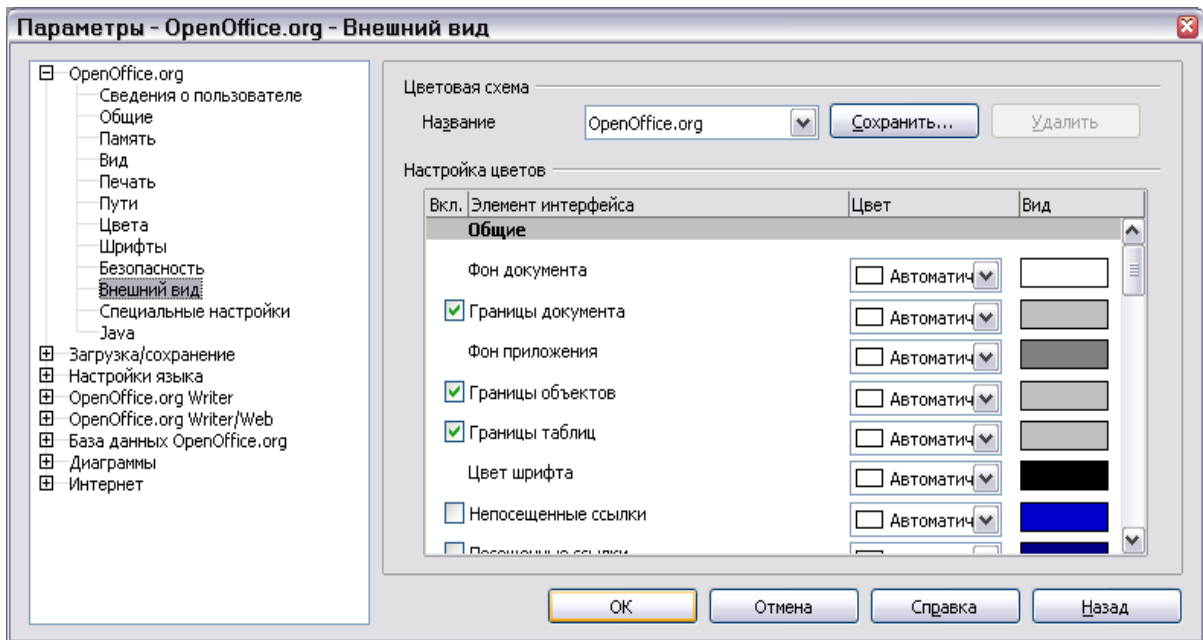 Параметры - OpenOffice.org - Внешний вид
OpenOffice.org
Сведения о пользователе
Общие
Память
Вид
Печать
Пути
Цвета
Шрифты
Безопасность
Внешний вид
Специальные настройки
Java
Загрузка/сохранение
Настройки языка
OpenOffice.org Writer
OpenOffice.org Writer/Web
База данных OpenOffice.org
Диаграммы
Интернет
Цветовая схема
Название OpenOffice.org Сохранить... Удалить
Настройка цветов
Вкл. Элемент интерфейса Цвет Вид
Общие
Фон документа Автоматич
Границы документа Автоматич
Фон приложения Автоматич
Границы объектов Автоматич
Границы таблиц Автоматич
Цвет шрифта Автоматич
Непосещенные ссылки Автоматич
Посещенные ссылки
ОК Отмена Справка Назад